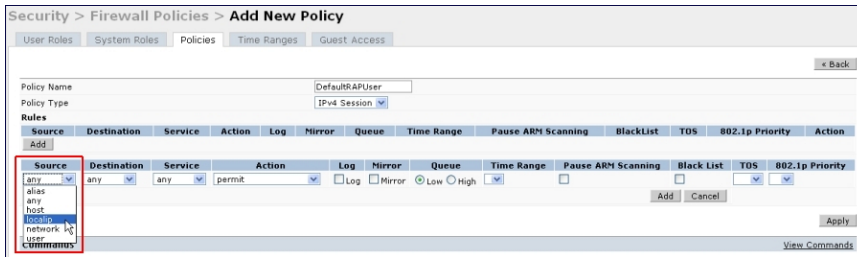 Security > Firewall Policies > Add New Policy
User Roles System Roles Policies Time Ranges Guest Access
« Back
Policy Name DefaultRAPUser
Policy Type IPv4 Session
Rules
Source Destination Service Action Log Mirror Queue Time Range Pause ARM Scanning BlackList TOS 802.1p Priority Action
Add
Source Destination Service Action Log Mirror Queue Time Range Pause ARM Scanning Black List TOS 802.1p Priority
any any any permit Log Mirror Low High
alias
any
host
localip
network
user
Add Cancel
Apply
Commands View Commands